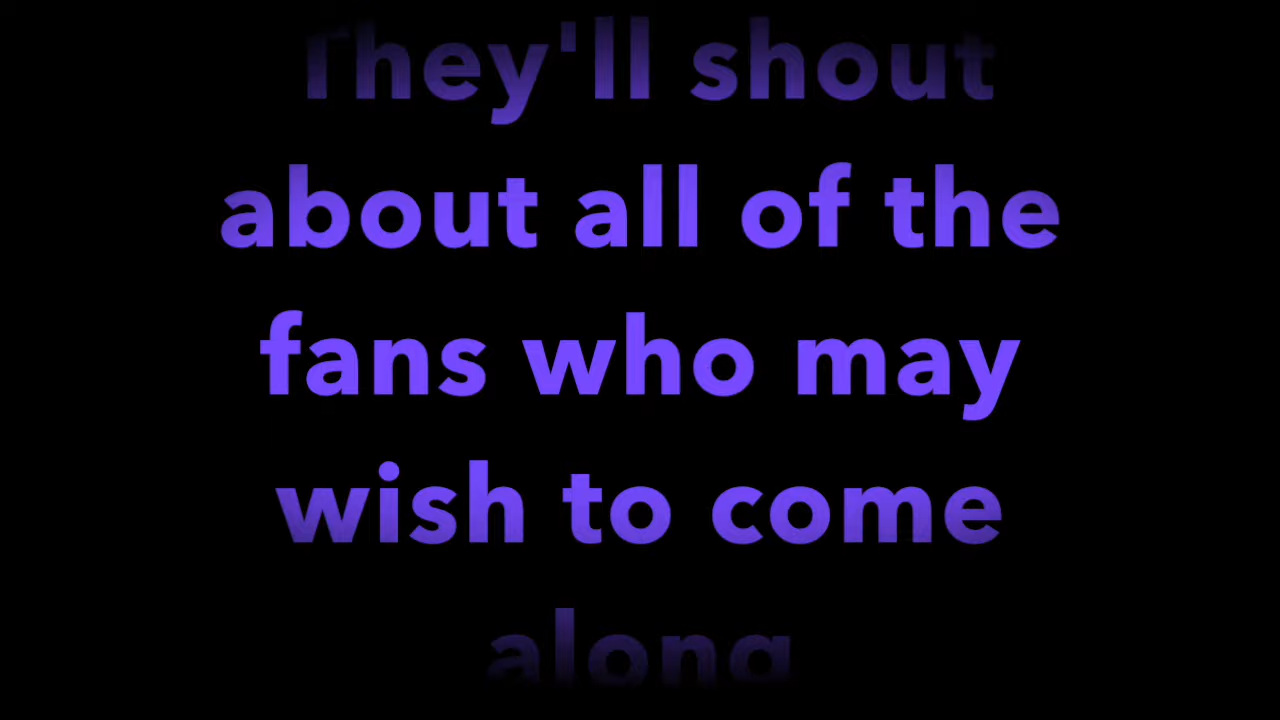 They'll shout
about all of the
fans who may
wish to come
along